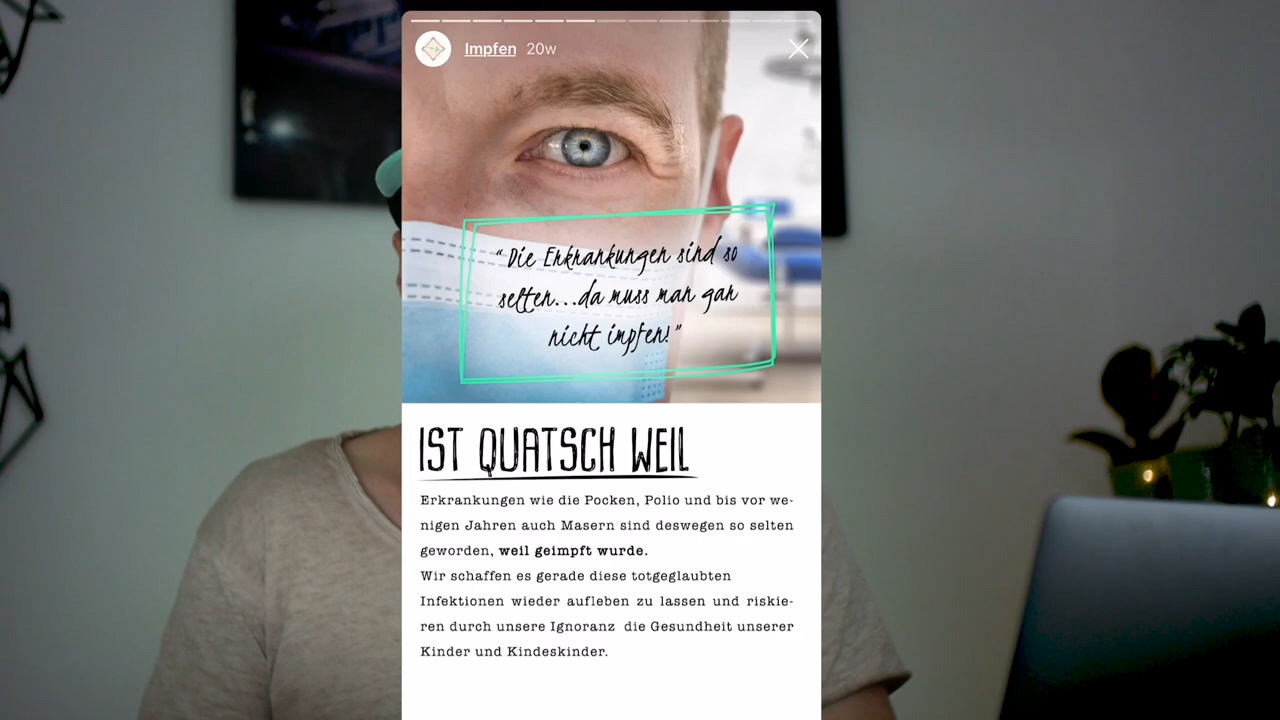 Impfen 20w
"Die Erkrankungen sind so
selten...da muss man gar
nicht impfen!"
IST QUATSCH WEIL
Erkrankungen wie die Pocken, Polio und bis vor we-
nigen Jahren auch Masern sind deswegen so selten
geworden, weil geimpft wurde.
Wir schaffen es gerade diese totgeglaubten
Infektionen wieder aufleben zu lassen und riskie-
ren durch unsere Ignoranz die Gesundheit unserer
Kinder und Kindeskinder.